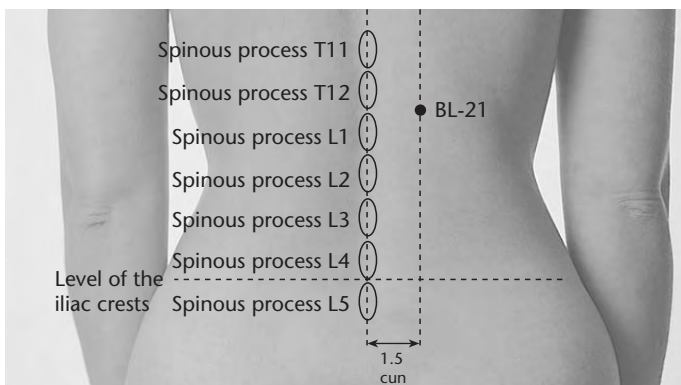 Spinous process T11
Spinous process T12
BL-21
Spinous process L1
Spinous process L2
Spinous process L3
Spinous process L4
Level of the
iliac crests
Spinous process L5
1.5
cun